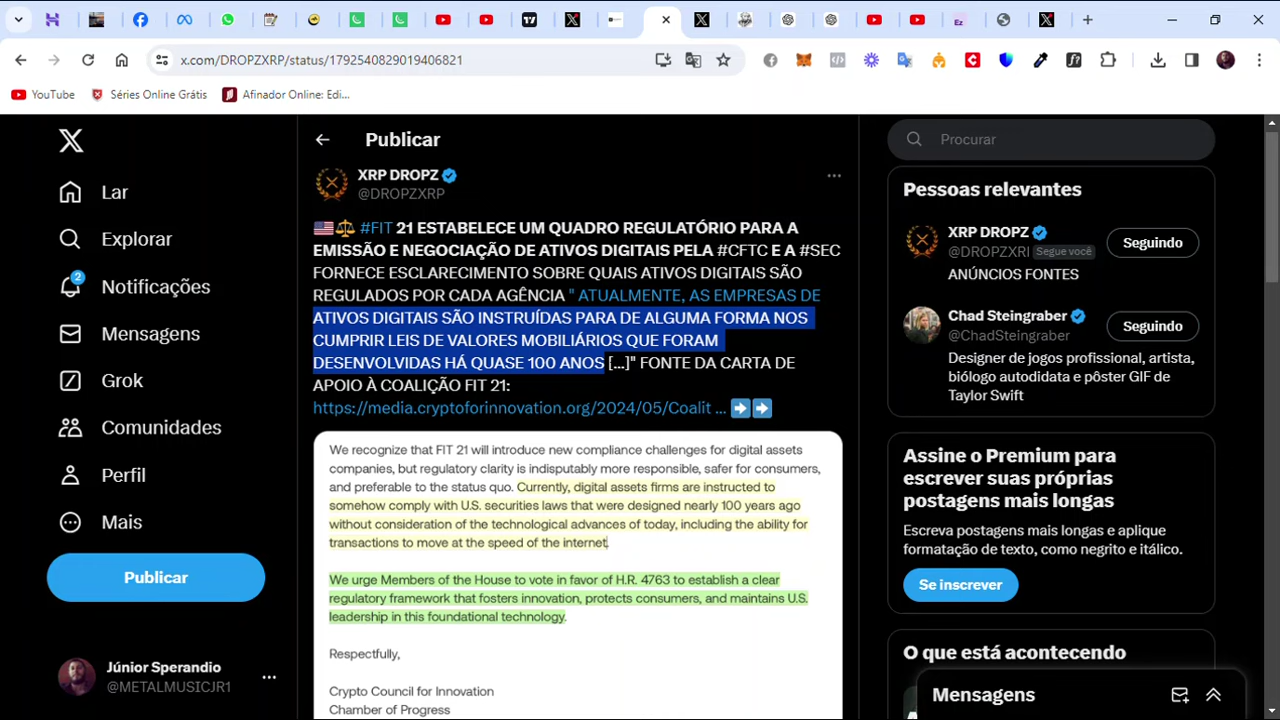 x.com/DROPZXRP/status/1792540829019406821
YouTube
Séries Online Grátis
Afinador Online: Edi...
Publicar
Procurar
Lar
Explorar
2
Notificações
Mensagens
Grok
Comunidades
Perfil
Mais
Publicar
Júnior Sperandio
@METALMUSICJR1
XRP DROPZ
@DROPZXRP
#FIT 21 ESTABELECE UM QUADRO REGULATÓRIO PARA A
EMISSÃO E NEGOCIAÇÃO DE ATIVOS DIGITAIS PELA #CFTC E A #SEC
FORNECE ESCLARECIMENTO SOBRE QUAIS ATIVOS DIGITAIS SÃO
REGULADOS POR CADA AGÊNCIA " ATUALMENTE, AS EMPRESAS DE
ATIVOS DIGITAIS SÃO INSTRUÍDAS PARA DE ALGUMA FORMA NOS
CUMPRIR LEIS DE VALORES MOBILIÁRIOS QUE FORAM
DESENVOLVIDAS HÁ QUASE 100 ANOS [...]" FONTE DA CARTA DE
APOIO À COALIÇÃO FIT 21:
https://media.cryptoforinnovation.org/2024/05/Coalit ...
We recognize that FIT 21 will introduce new compliance challenges for digital assets
companies, but regulatory clarity is indisputably more responsible, safer for consumers,
and preferable to the status quo. Currently, digital assets firms are instructed to
somehow comply with U.S. securities laws that were designed nearly 100 years ago
without consideration of the technological advances of today, including the ability for
transactions to move at the speed of the internet.
We urge Members of the House to vote in favor of H.R. 4763 to establish a clear
regulatory framework that fosters innovation, protects consumers, and maintains U.S.
leadership in this foundational technology.
Respectfully,
Crypto Council for Innovation
Chamber of Progress
Pessoas relevantes
XRP DROPZ
@DROPZXRI Segue você
Seguindo
ANÚNCIOS FONTES
Chad Steingraber
@ChadSteingraber
Seguindo
Designer de jogos profissional, artista,
biólogo autodidata e pôster GIF de
Taylor Swift
Assine o Premium para
escrever suas próprias
postagens mais longas
Escreva postagens mais longas e aplique
formatação de texto, como negrito e itálico.
Se inscrever
O que está acontecendo
Mensagens